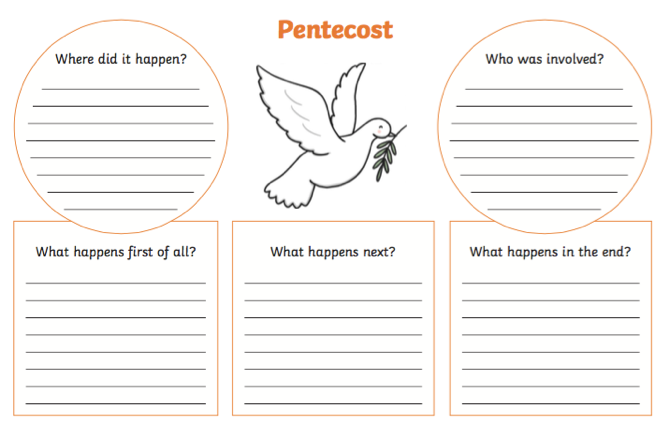 Pentecost
Where did it happen?
Who was involved?
What happens first of all?
What happens next?
What happens in the end?